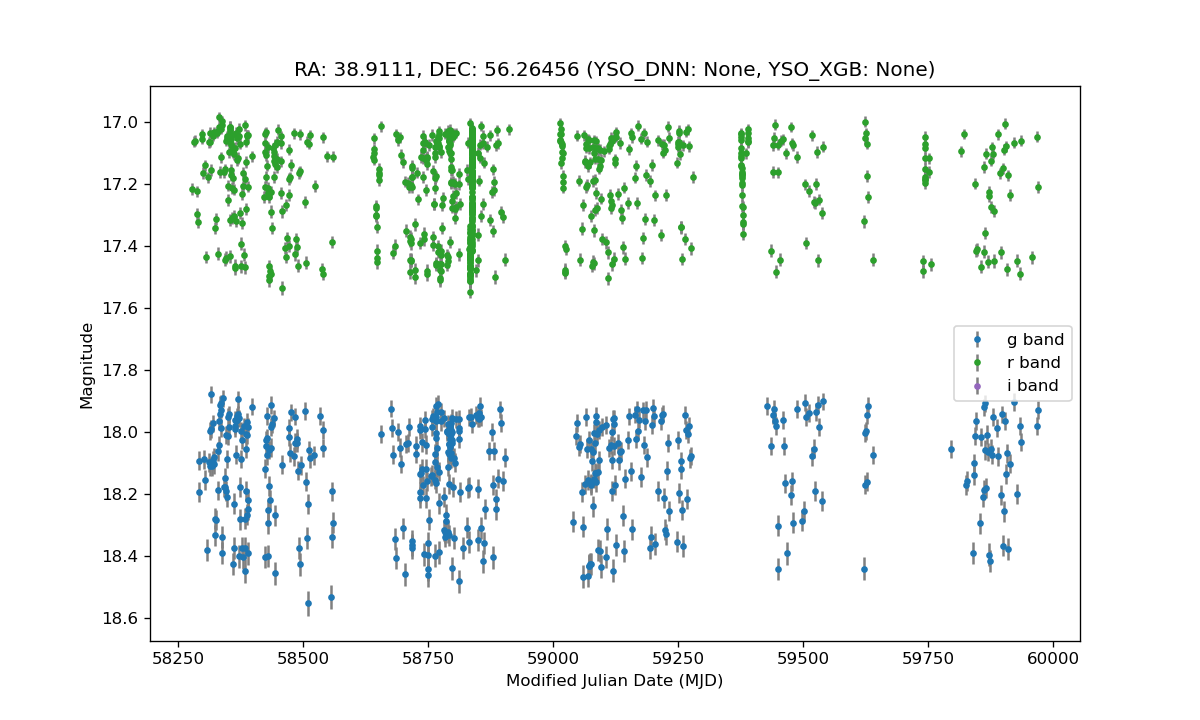 RA: 38.9111, DEC: 56.26456 (YSO_DNN: None, YSO_XGB: None)
17.0
17.2
17.4
17.6
17.8
18.0
18.2
18.4
18.6
Magnitude
g band
r band
i band
58250
58500
58750
59000
59250
59500
59750
60000
Modified Julian Date (MJD)